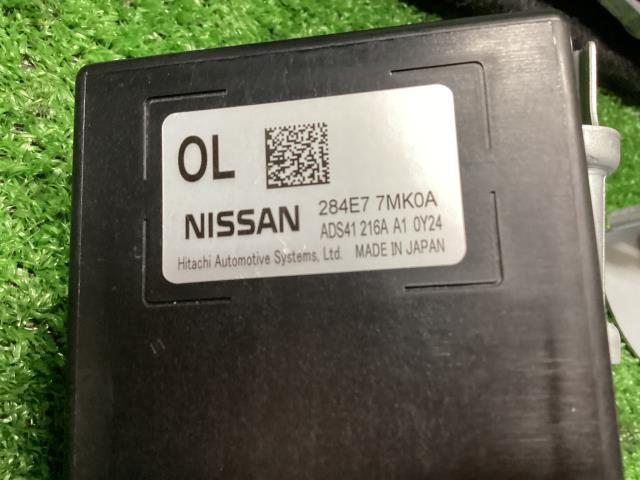 OL
NISSAN 284E7 7MK0A
ADS41 216A A1 0Y24
Hitachi Automotive Systems, Ltd. MADE IN JAPAN